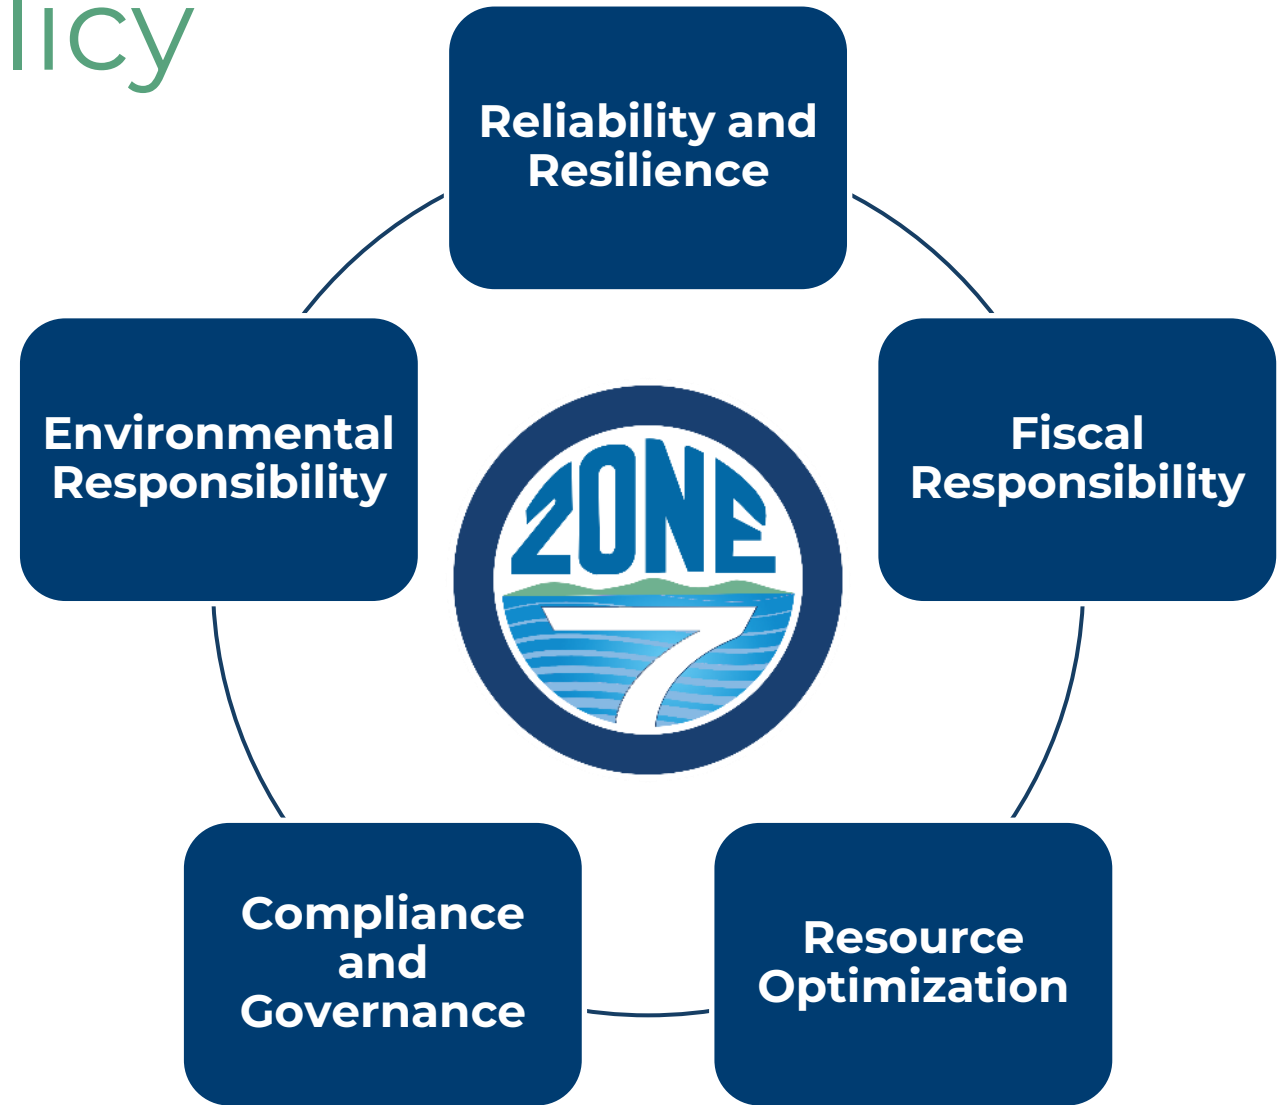 licy
Reliability and
Resilience
Environmental
Responsibility
Fiscal
Responsibility
ZONE
7
Compliance
and
Governance
Resource
Optimization